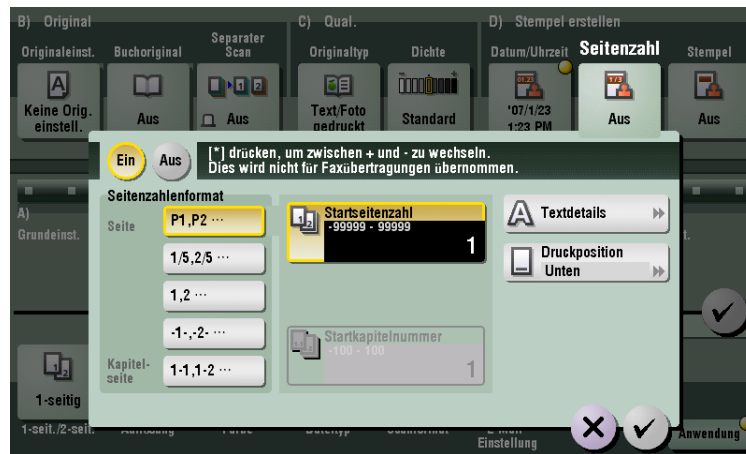 B) Original
C) Qual.
D) Stempel erstellen
Originaleinst.
Buchoriginal
Separater
Scan
Originaltyp
Dichte
Datum/Uhrzeit
Seitenzahl
Stempel
Keine Orig.
einstell.
Aus
Aus
Text/Foto
gedruckt
Standard
'07/1/23
1:23 PM
Aus
Aus
Ein
Aus
[*] drücken, um zwischen + und - zu wechseln.
Dies wird nicht für Faxübertragungen übernommen.
A)
Grundeinst.
Seitenzahlenformat
Seite
P1,P2 ···
1/5,2/5 ···
1,2 ···
-1-,-2- ···
Kapitel-
seite
1-1,1-2 ···
Startseitenzahl
-99999 - 99999
1
Startkapitelnummer
-100 - 100
1
Textdetails
Druckposition
Unten
t.
1-seitig
1-seit./2-seit.
Einstellung
Anwendung